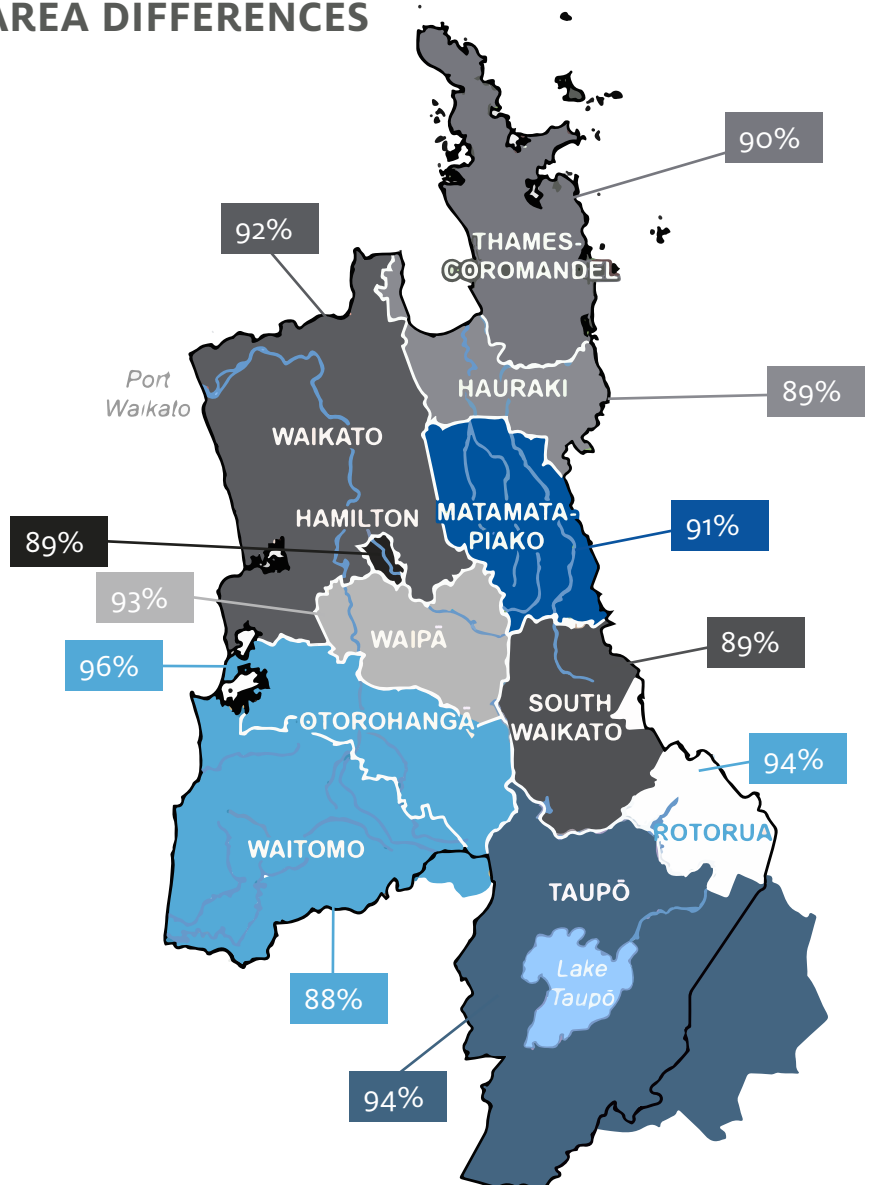 AREA DIFFERENCES
90%
92%
THAMES-
COROMANDEL
Port
Waikato
HAURAKI
89%
WAIKATO
HAMILTON
MATAMATA-
PIAKO
91%
89%
93%
WAIPĀ
89%
96%
SOUTH
WAIKATO
OTOROHANGĀ
94%
ROTORUA
WAITOMO
TAUPŌ
Lake
Taupō
88%
94%